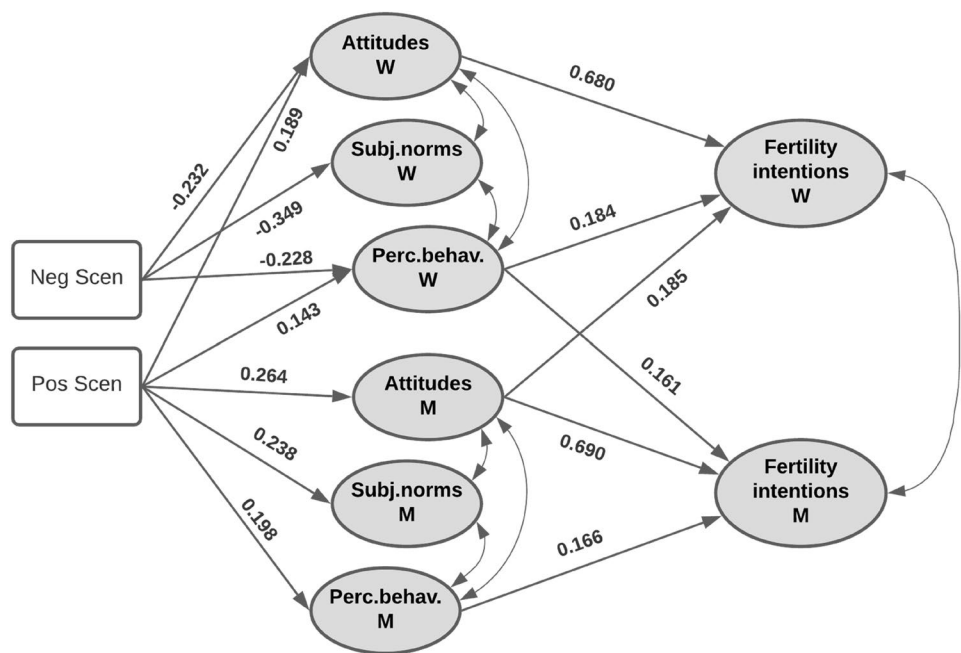 Attitudes
W
0.680
0.189
Fertility
intentions
W
Subj.norms
W
-0.232
-0.349
0.184
Perc.behav.
W
-0.228
Neg Scen
0.143
0.185
Pos Scen
0.264
Attitudes
M
0.161
0.238
0.690
Fertility
intentions
M
Subj.norms
M
0.198
0.166
Perc.behav.
M